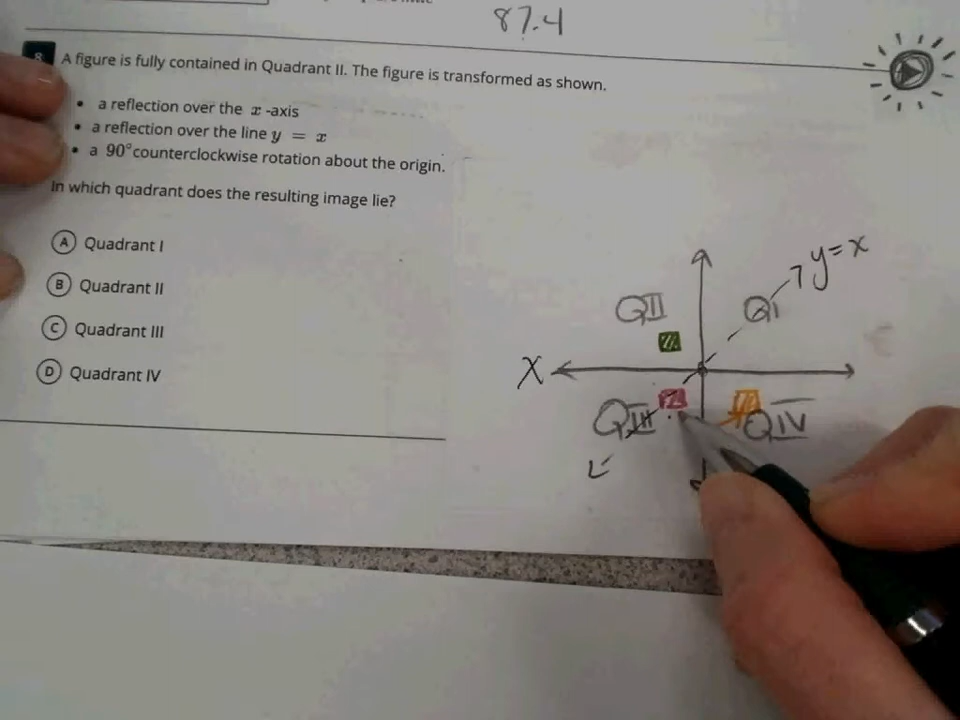 87.4
8 A figure is fully contained in Quadrant II. The figure is transformed as shown.
• a reflection over the x -axis
• a reflection over the line y = x
• a 90° counterclockwise rotation about the origin.
In which quadrant does the resulting image lie?
A Quadrant I
B Quadrant II
C Quadrant III
D Quadrant IV
y = x
QII
QI
X
QIII
QIV